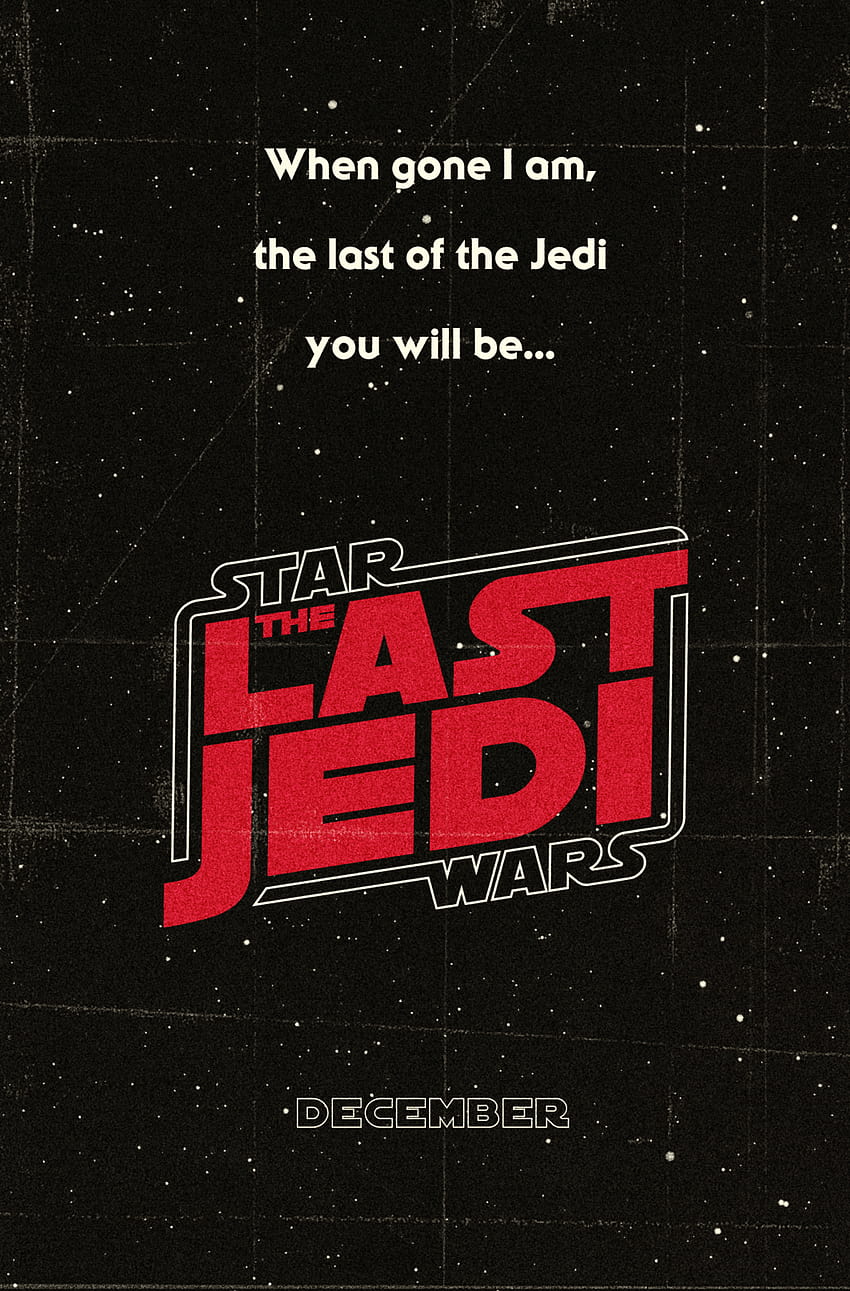 When gone I am,
the last of the Jedi
you will be...
STAR
THE
LAST
JEDI
WARS
DECEMBER